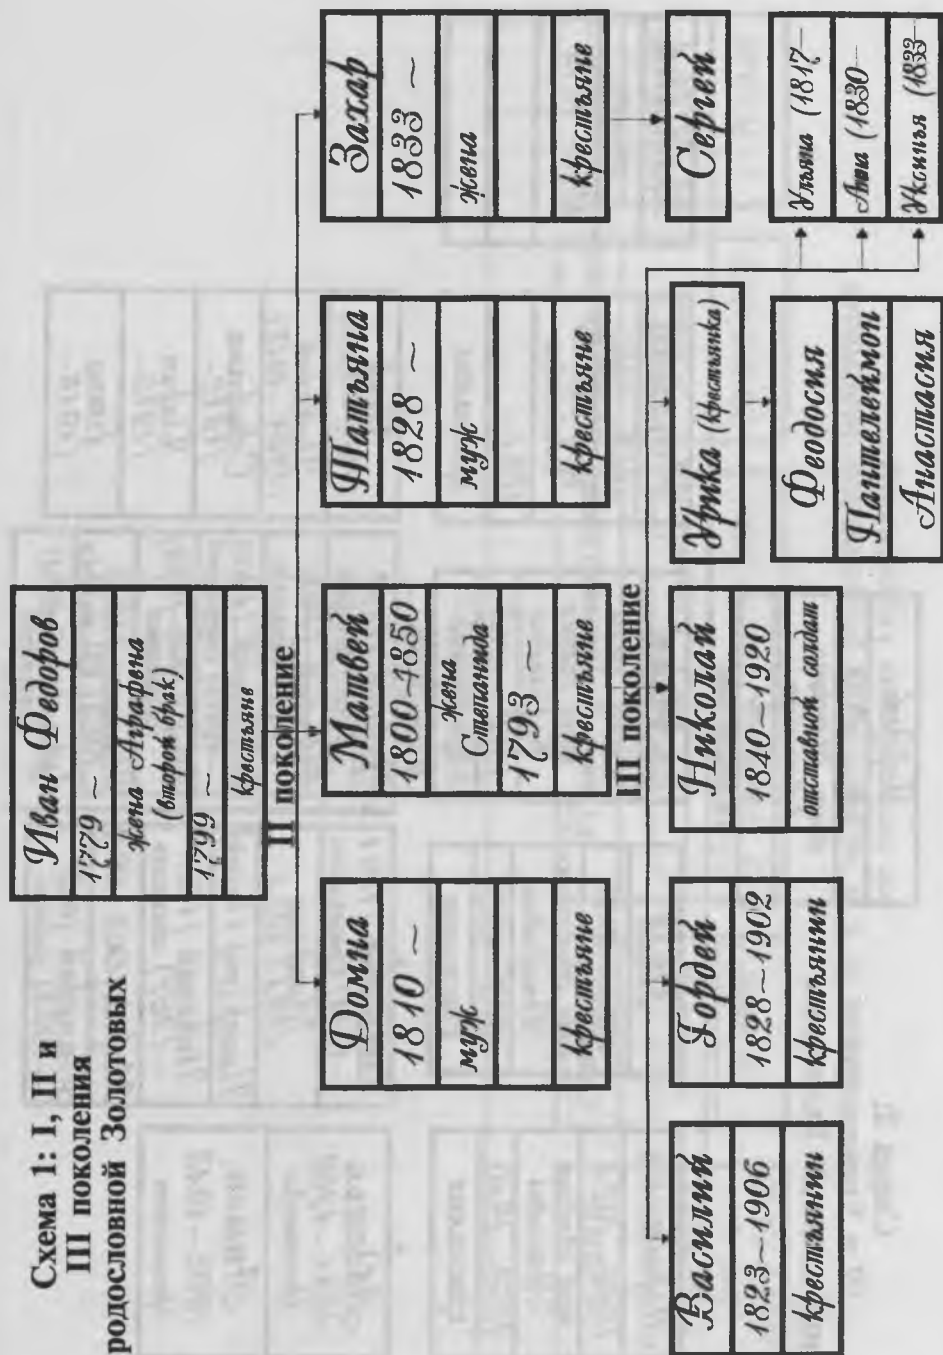 Схема 1: I, II и
III поколения
родословной Золотовых
Иван Федоров
1779 ~
жена Аграфена
(второй брак)
1799 ~
крестьяне
II поколение
Домна
1810 ~
муж
крестьяне
Матвей
1800-1850
жена
Степанида
1793 ~
крестьяне
Татьяна
1828 ~
муж
крестьяне
Захар
1833 ~
жена
крестьяне
Сергей
III поколение
Василий
1823~1906
крестьянин
Гордей
1828~1902
крестьянин
Николай
1840~1920
отставной солдат
Урика (крестьянка)
Феодосия
Пантелеймон
Анастасия
Ульяна (1817-
Анна (1830-
Уксинья (1833-